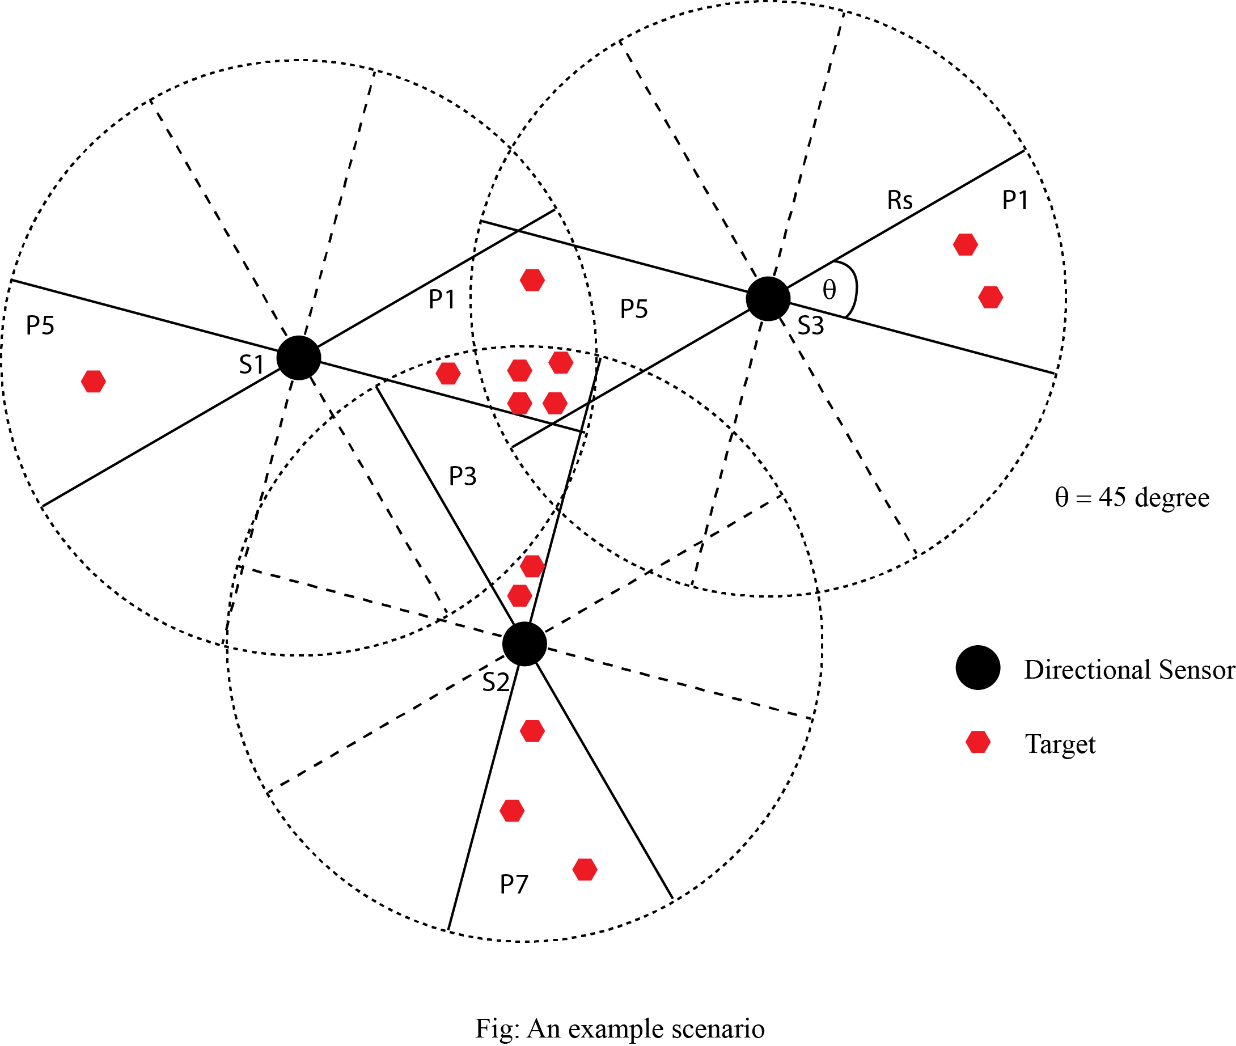 Rs
P1
P1
P5
θ
S3
P5
S1
P3
θ = 45 degree
S2
Directional Sensor
Target
P7
Fig: An example scenario